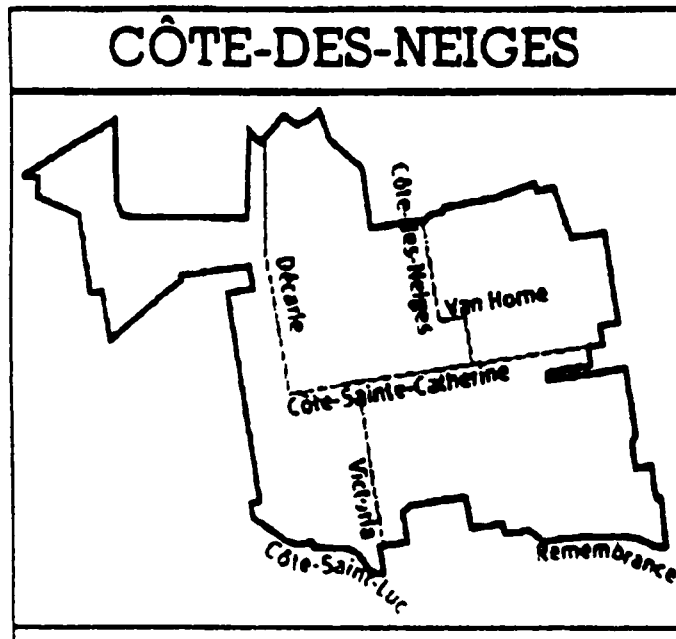 CÔTE-DES-NEIGES
Côte-des-Neiges
Décarie
Van Horne
Côte-Sainte-Catherine
Victoria
Côte-Saint-Luc
Remembrance